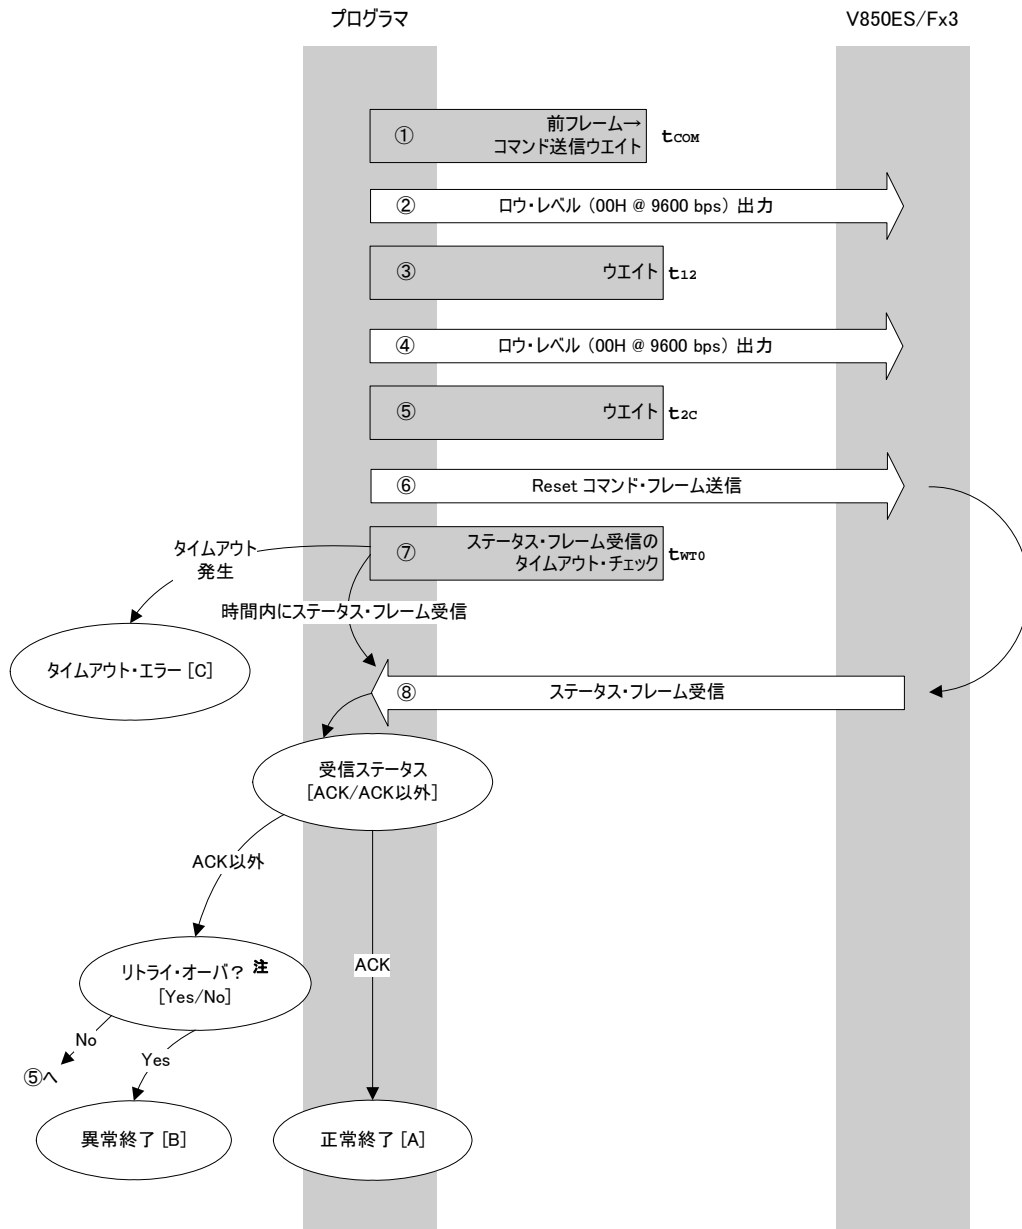 プログラマ
V850ES/Fx3
① 前フレーム→
コマンド送信ウエイト
tCOM
② ロウ・レベル (00H @ 9600 bps) 出力
③ ウエイト
t12
④ ロウ・レベル (00H @ 9600 bps) 出力
⑤ ウエイト
t2C
⑥ Reset コマンド・フレーム送信
⑦ ステータス・フレーム受信の
タイムアウト・チェック
tWT0
タイムアウト
発生
時間内にステータス・フレーム受信
タイムアウト・エラー [C]
⑧ ステータス・フレーム受信
受信ステータス
[ACK/ACK以外]
ACK以外
リトライ・オーバ? 注
[Yes/No]
ACK
No
Yes
⑤へ
異常終了 [B]
正常終了 [A]